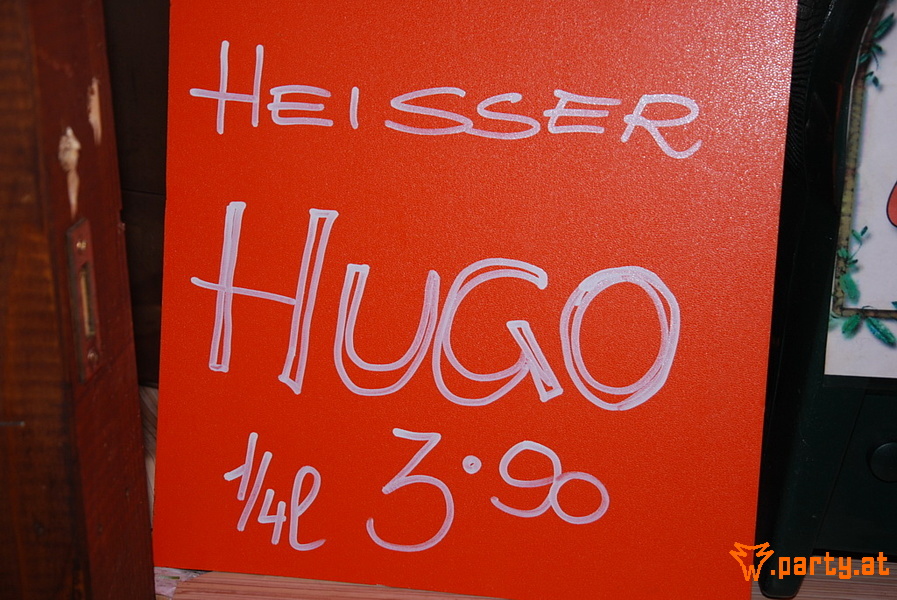 HEISSER
HUGO
1/4l 3.90
party.at